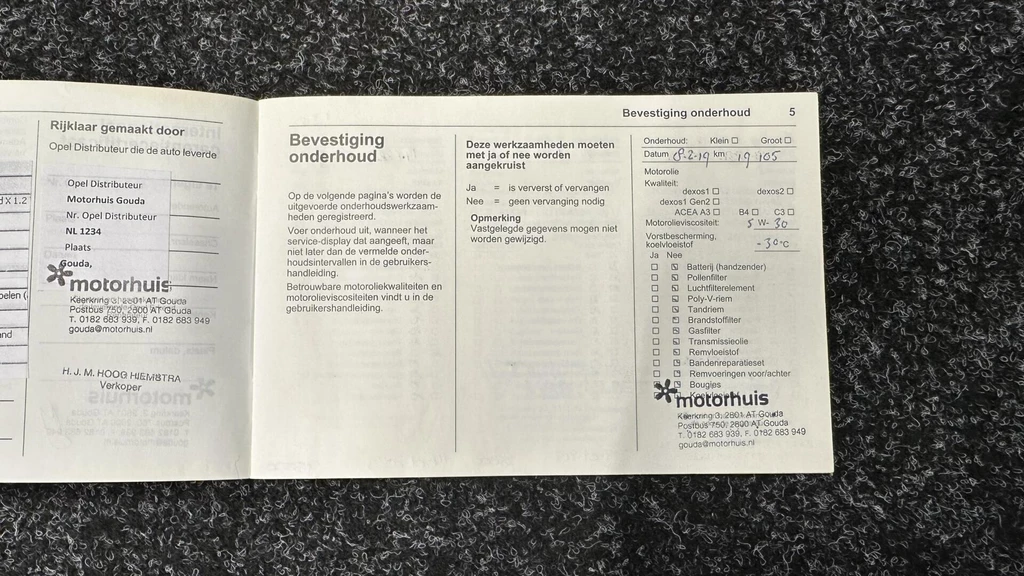 Rijklaar gemaakt door
Opel Distributeur die de auto leverde
Opel Distributeur
Motorhuis Gouda
Nr. Opel Distributeur
NL 1234
Plaats
Gouda,
motorhuis
Kerkring 3, 2801 AT Gouda
Postbus 750, 2800 AT Gouda
T. 0182 683 939, F. 0182 683 949
gouda@motorhuis.nl
H. J. M. HOOG HIEMSTRA
Verkoper
d X 1.2
pelen (
nd
Bevestiging onderhoud 5
Bevestiging
onderhoud
Op de volgende pagina's worden de
uitgevoerde onderhoudswerkzaam-
heden geregistreerd.
Voer onderhoud uit, wanneer het
service-display dat aangeeft, maar
niet later dan de vermelde onder-
houdsintervallen in de gebruikers-
handleiding.
Betrouwbare motoroliekwaliteiten en
motorolieviscositeiten vindt u in de
gebruikershandleiding.
Deze werkzaamheden moeten
met ja of nee worden
aangekruist
Ja = is ververst of vervangen
Nee = geen vervanging nodig
Opmerking
Vastgelegde gegevens mogen niet
worden gewijzigd.
Onderhoud: Klein ☐ Groot ☐
Datum 8-2-19 km 19 105
Motorolie
Kwaliteit:
dexos1 ☐ dexos2 ☐
dexos1 Gen2 ☐
ACEA A3 ☐ B4 ☐ C3 ☐
Motorolieviscositeit: 5 W- 30
Vorstbescherming,
koelvloeistof -30°C
Ja Nee
Batterij (handzender)
Pollenfilter
Luchtfilterelement
Poly-V-riem
Tandriem
Brandstoffilter
Gasfilter
Transmissieolie
Remvloeistof
Bandenreparatieset
Remvoeringen voor/achter
Bougies
motorhuis
Kerkring 3, 2801 AT Gouda
Postbus 750, 2800 AT Gouda
T. 0182 683 939, F. 0182 683 949
gouda@motorhuis.nl